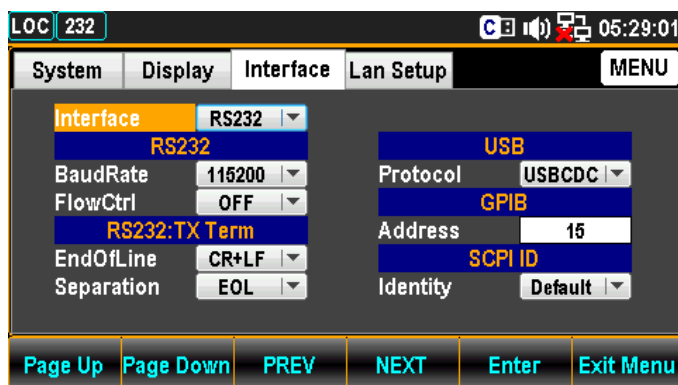 LOC 232 C 05:29:01
System Display Interface Lan Setup MENU
Interface RS232
RS232 USB
BaudRate 115200 Protocol USBCDC
FlowCtrl OFF GPIB
RS232:TX Term Address 15
EndOfLine CR+LF SCPI ID
Separation EOL Identity Default
Page Up Page Down PREV NEXT Enter Exit Menu